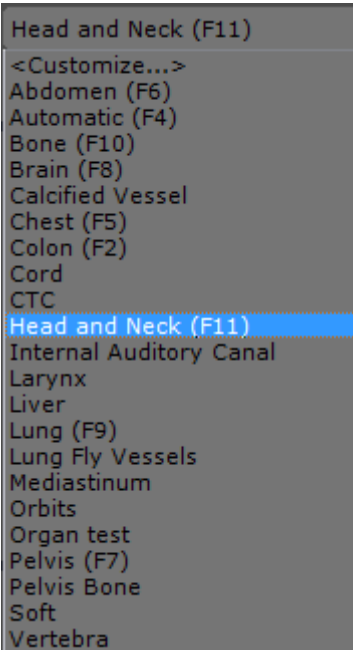 Head and Neck (F11)
<Customize...>
Abdomen (F6)
Automatic (F4)
Bone (F10)
Brain (F8)
Calcified Vessel
Chest (F5)
Colon (F2)
Cord
CTC
Head and Neck (F11)
Internal Auditory Canal
Larynx
Liver
Lung (F9)
Lung Fly Vessels
Mediastinum
Orbits
Organ test
Pelvis (F7)
Pelvis Bone
Soft
Vertebra